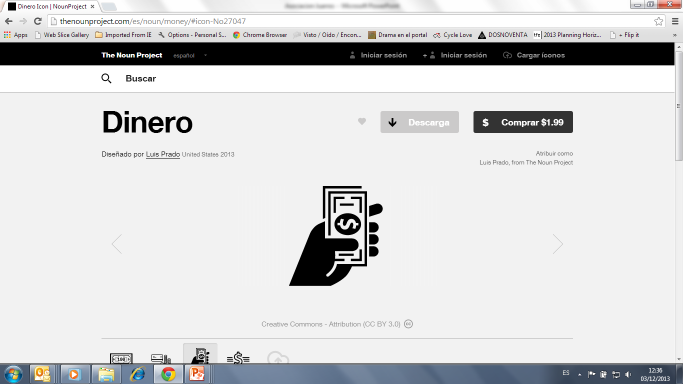 Dinero Icon | NounProject
thenounproject.com/es/noun/money/#icon-No27047
Apps Web Slice Gallery Imported From IE Options - Personal S... Chrome Browser Visto / Oído / Encon... Drama en el portal Cycle Love DOSNOVENTA 2013 Planning Horiz... + Flip it
The Noun Project español Iniciar sesión + Iniciar sesión Cargar íconos
Buscar
Dinero
Descarga
$ Comprar $1.99
Diseñado por Luis Prado United States 2013
Atribuir como
Luis Prado, from The Noun Project
$
Creative Commons - Attribution (CC BY 3.0) cc
ES 12:36
03/12/2013